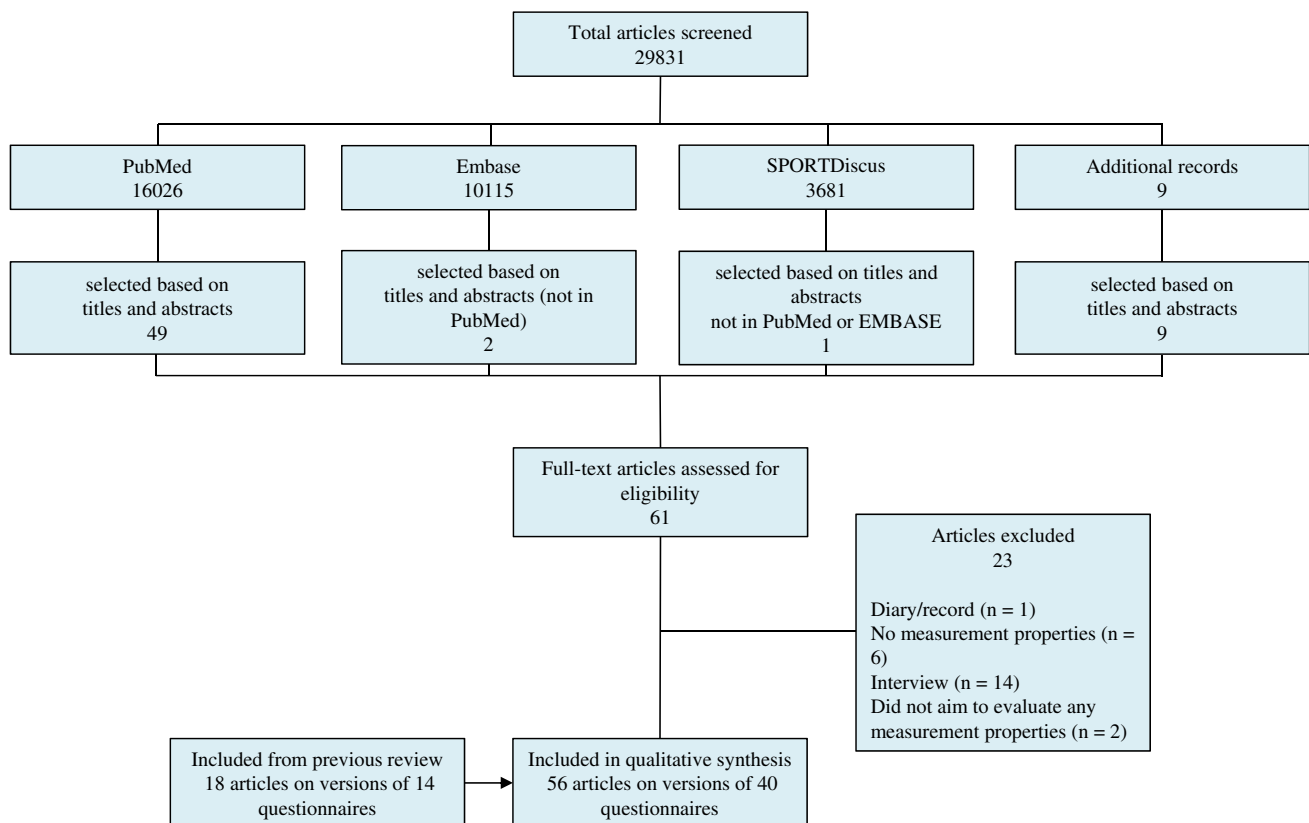 Total articles screened
29831
PubMed
16026
Embase
10115
SPORTDiscus
3681
Additional records
9
selected based on
titles and abstracts
49
selected based on
titles and abstracts (not in
PubMed)
2
selected based on titles and
abstracts
not in PubMed or EMBASE
1
selected based on
titles and abstracts
9
Full-text articles assessed for
eligibility
61
Articles excluded
23
Diary/record (n = 1)
No measurement properties (n =
6)
Interview (n = 14)
Did not aim to evaluate any
measurement properties (n = 2)
Included from previous review
18 articles on versions of 14
questionnaires
Included in qualitative synthesis
56 articles on versions of 40
questionnaires